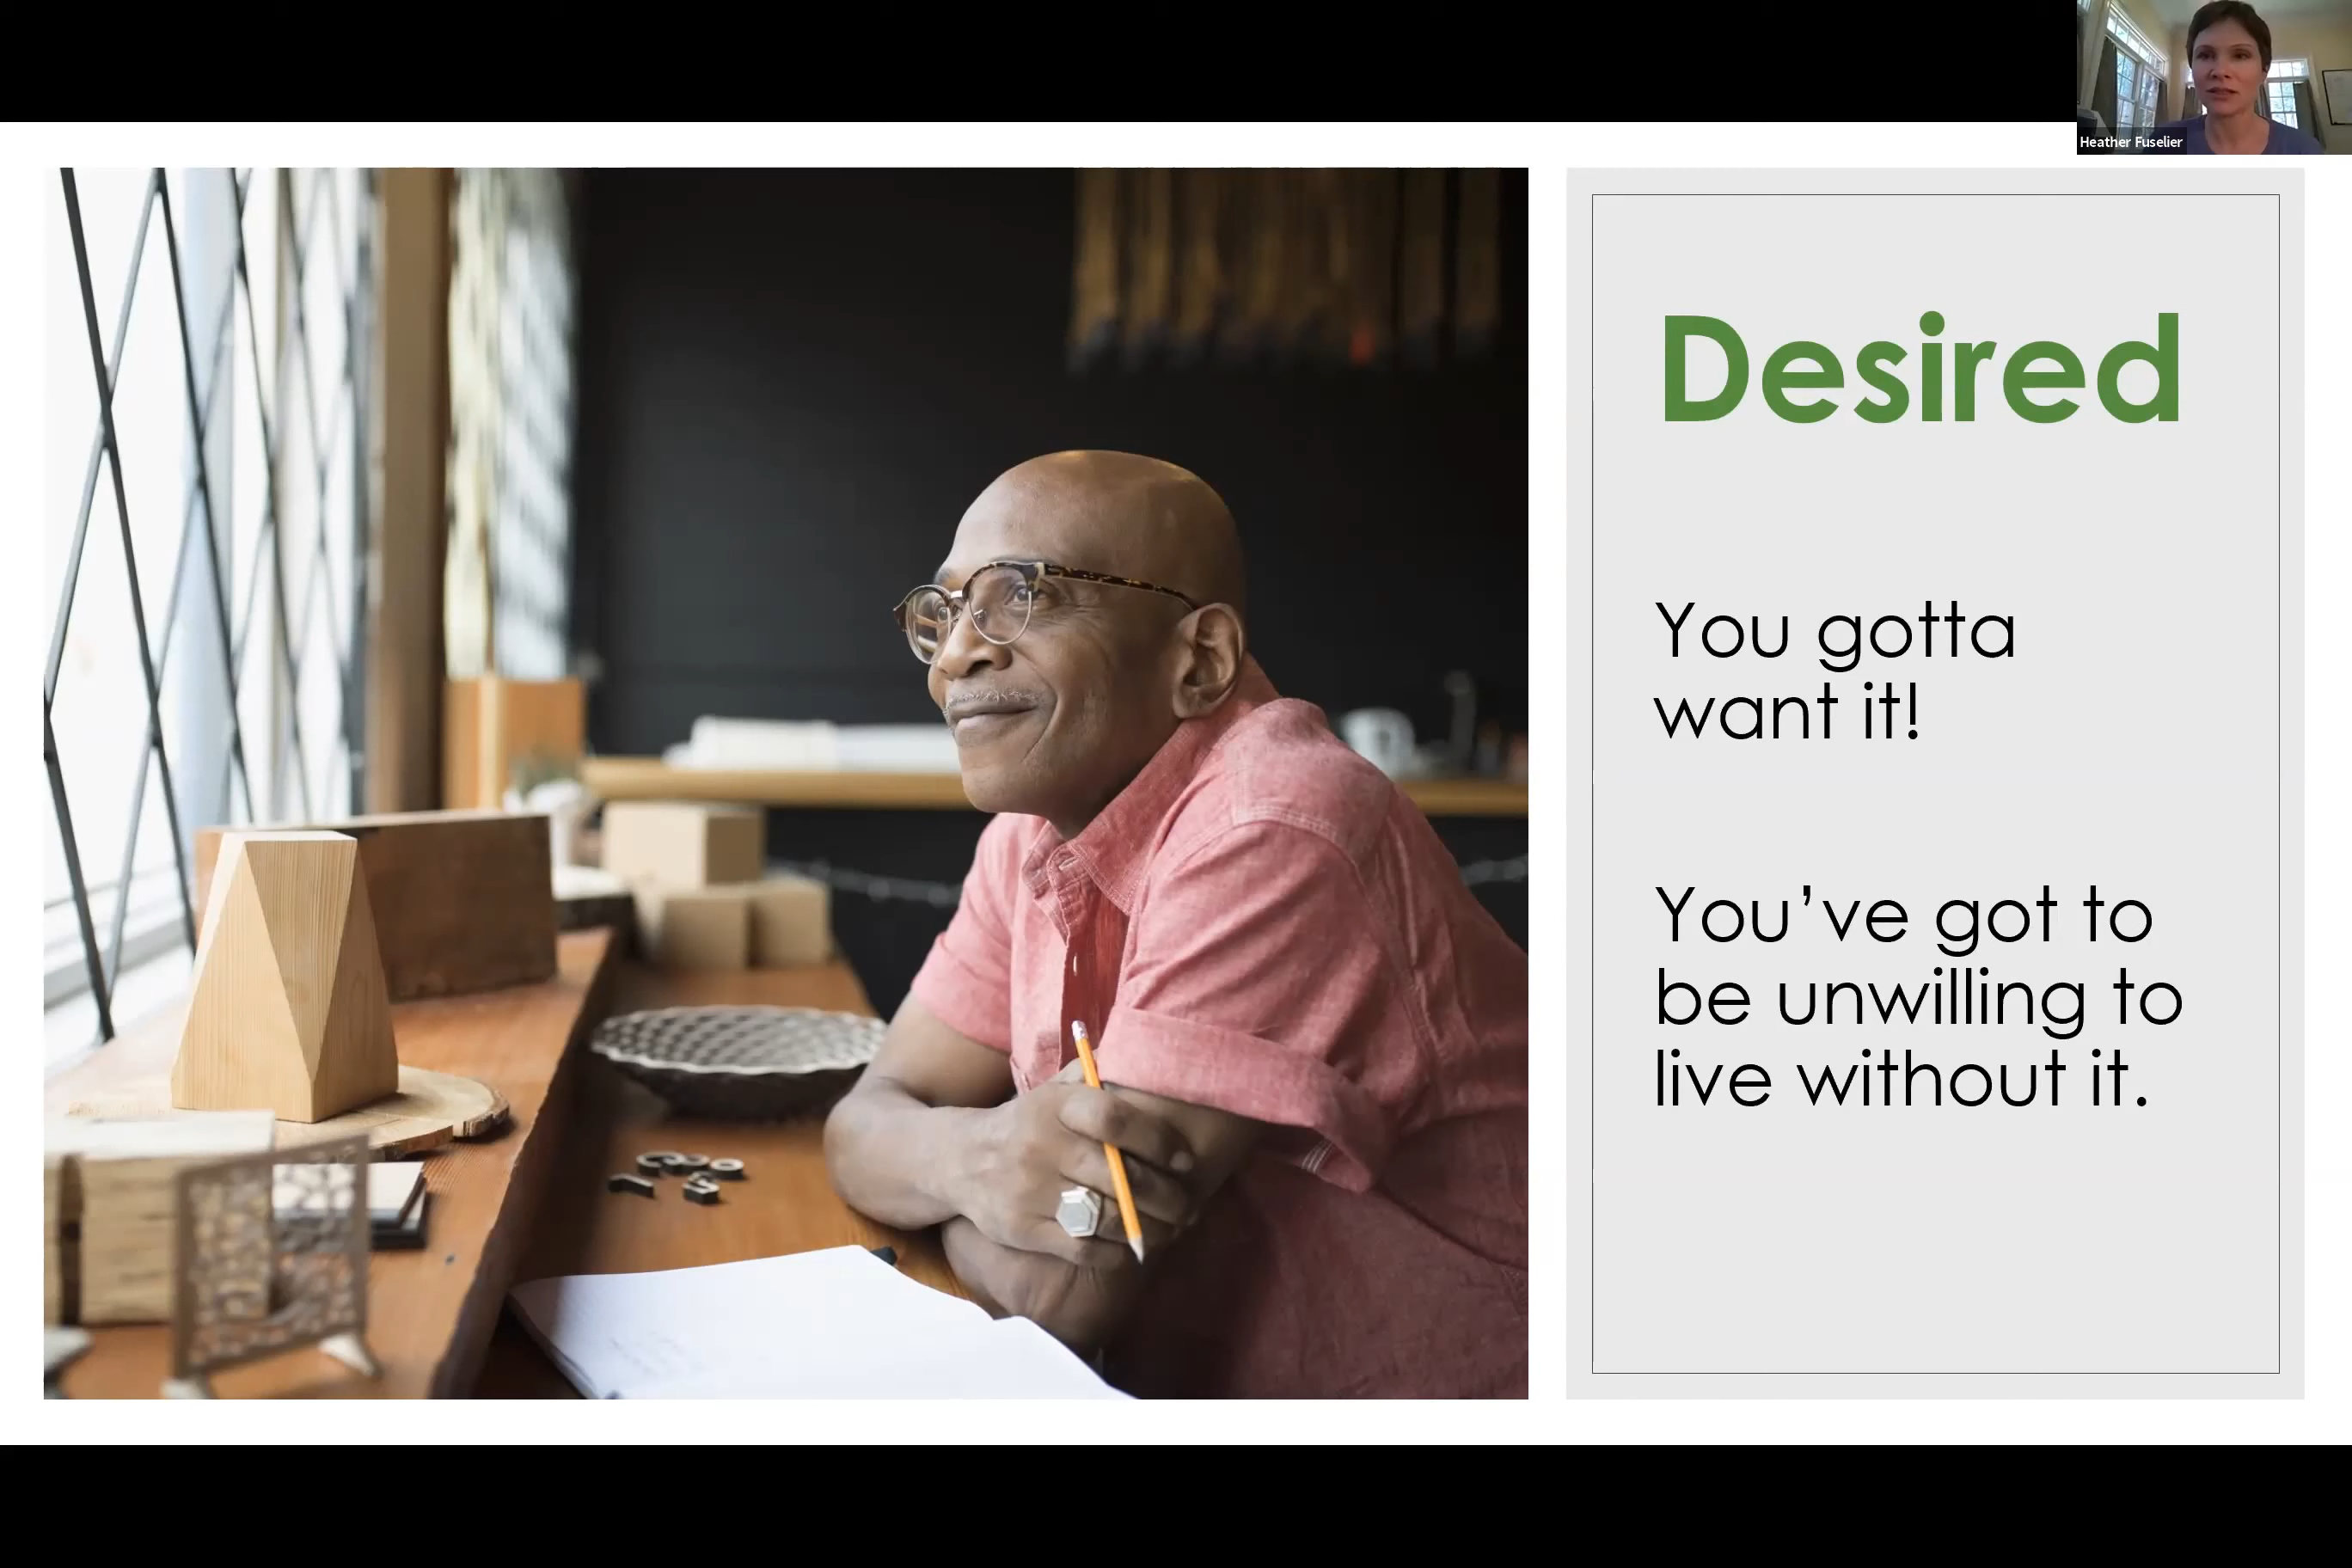 Heather Fuselier
Desired
You gotta
want it!
You’ve got to
be unwilling to
live without it.